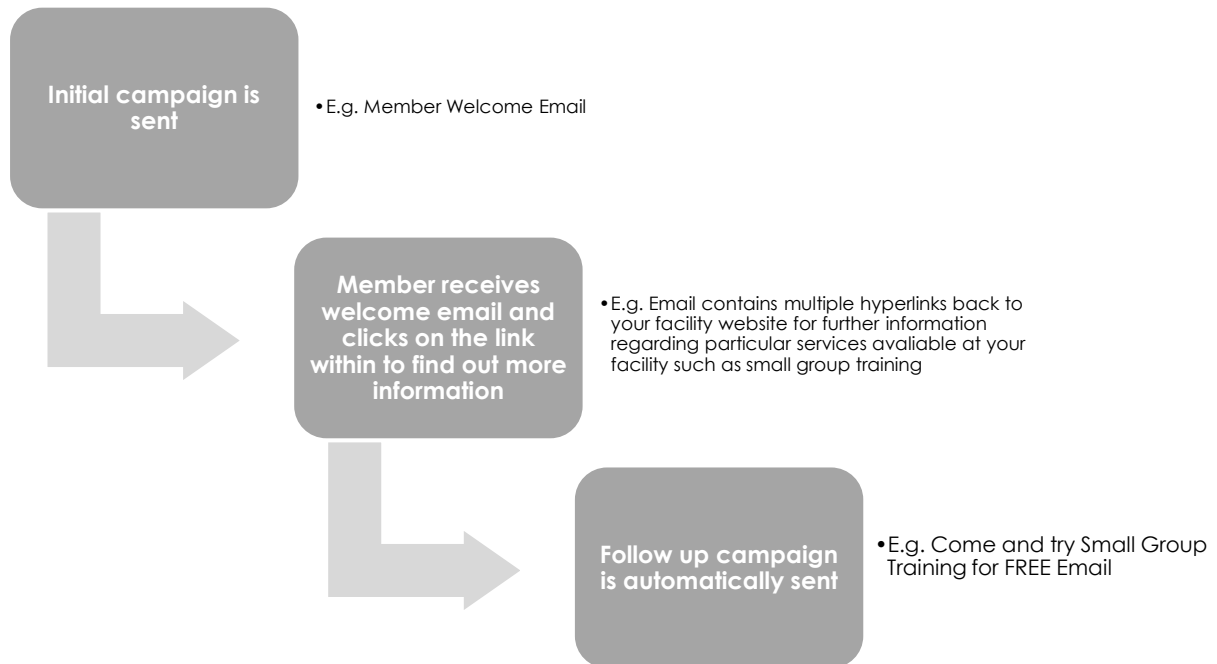 Initial campaign is
sent
•E.g. Member Welcome Email
Member receives
welcome email and
clicks on the link
within to find out more
information
•E.g. Email contains multiple hyperlinks back to
your facility website for further information
regarding particular services avaliable at your
facility such as small group training
Follow up campaign
is automatically sent
•E.g. Come and try Small Group
Training for FREE Email